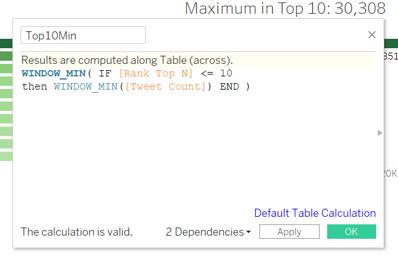 Maximum in Top 10: 30,308
Top10Min
Results are computed along Table (across).
WINDOW_MIN( IF [Rank Top N] <= 10
then WINDOW_MIN([Tweet Count]) END )
Default Table Calculation
The calculation is valid.
2 Dependencies
Apply
OK